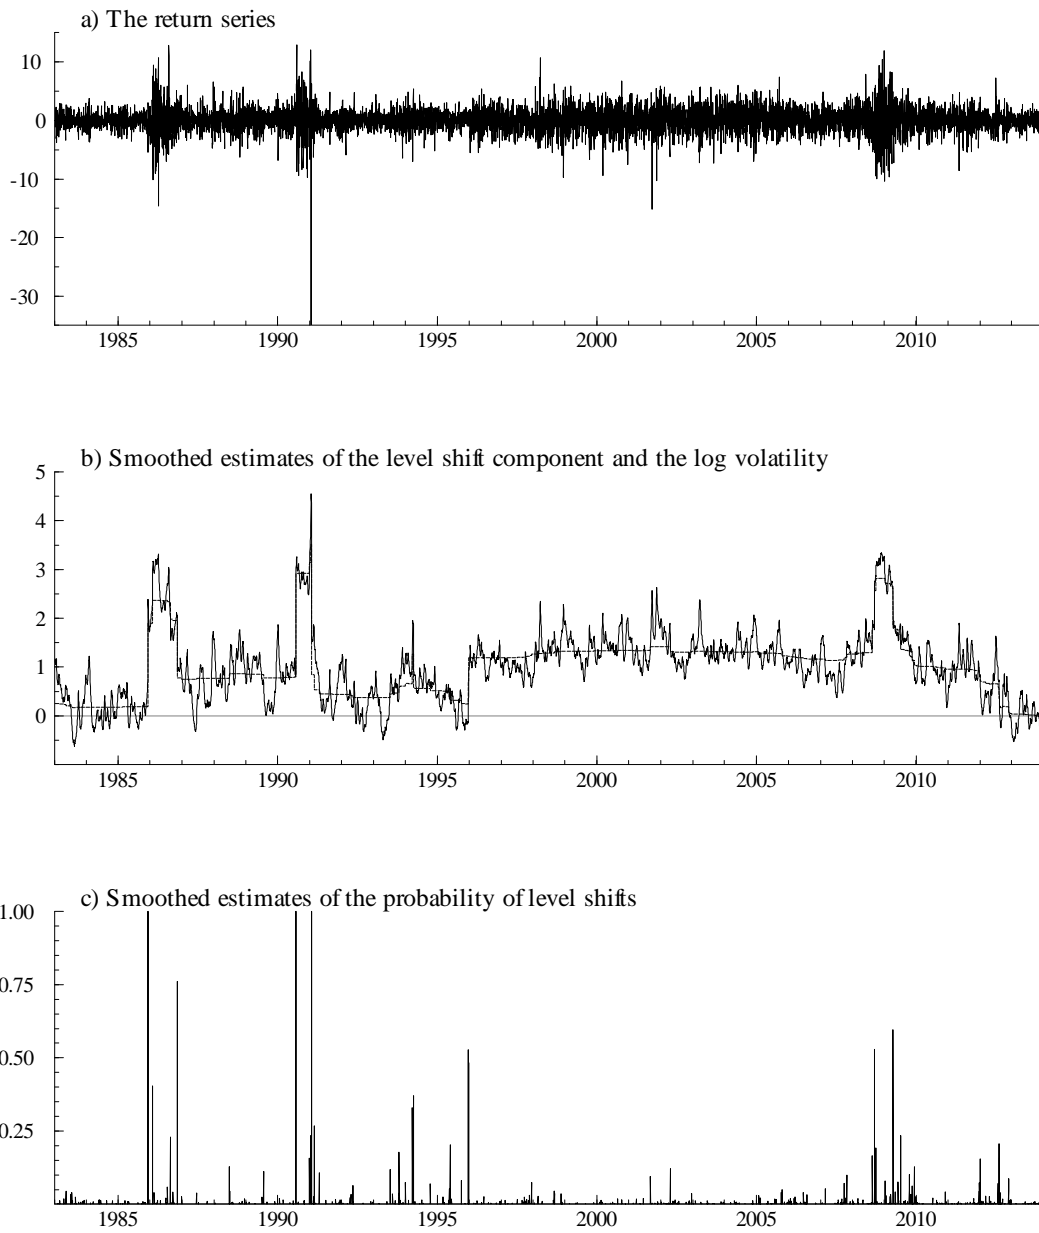 a) The return series
10
0
-10
-20
-30
1985 1990 1995 2000 2005 2010
b) Smoothed estimates of the level shift component and the log volatility
5
4
3
2
1
0
1985 1990 1995 2000 2005 2010
c) Smoothed estimates of the probability of level shifts
1.00
0.75
0.50
0.25
1985 1990 1995 2000 2005 2010